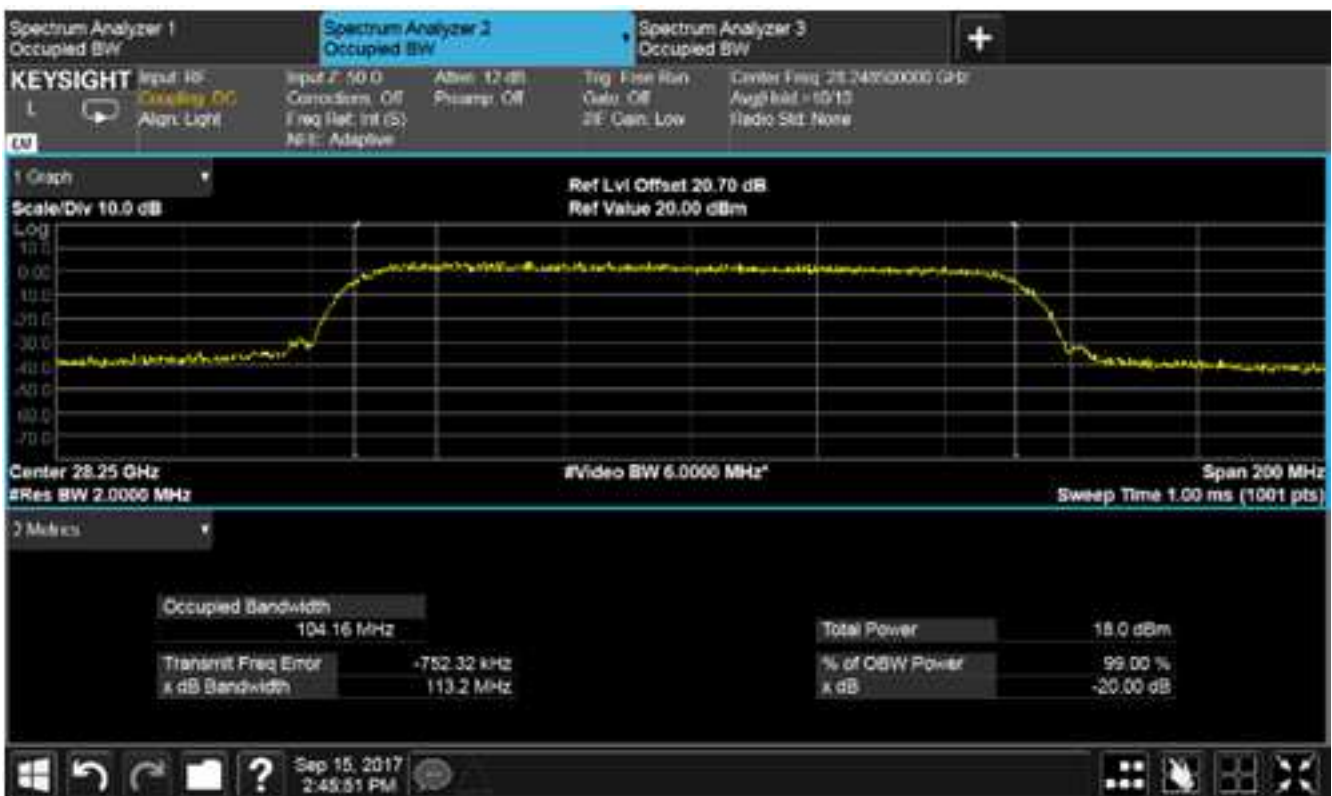 Spectrum Analyzer 1
Occupied BW
Spectrum Analyzer 2
Occupied BW
Spectrum Analyzer 3
Occupied BW
+
KEYSIGHT
L
Input: RF
Coupling: DC
Align: Light
Input Z: 50 Ω
Corrections: Off
Freq Ref: Int (S)
NFE: Adaptive
Atten: 12 dB
Preamp: Off
Trig: Free Run
Gate: Off
#IF Gain: Low
Center Freq: 28.248500000 GHz
Avg|Hold:>10/10
Radio Std: None
1 Graph
Scale/Div 10.0 dB
Ref Lvl Offset 20.70 dB
Ref Value 20.00 dBm
Log
10.0
0.00
-10.0
-20.0
-30.0
-40.0
-50.0
-60.0
-70.0
Center 28.25 GHz
#Video BW 6.0000 MHz*
Span 200 MHz
#Res BW 2.0000 MHz
Sweep Time 1.00 ms (1001 pts)
2 Metrics
Occupied Bandwidth
104.16 MHz
Total Power 18.0 dBm
Transmit Freq Error -752.32 kHz
% of OBW Power 99.00 %
x dB Bandwidth 113.2 MHz
x dB -20.00 dB
?
Sep 15, 2017
2:45:51 PM